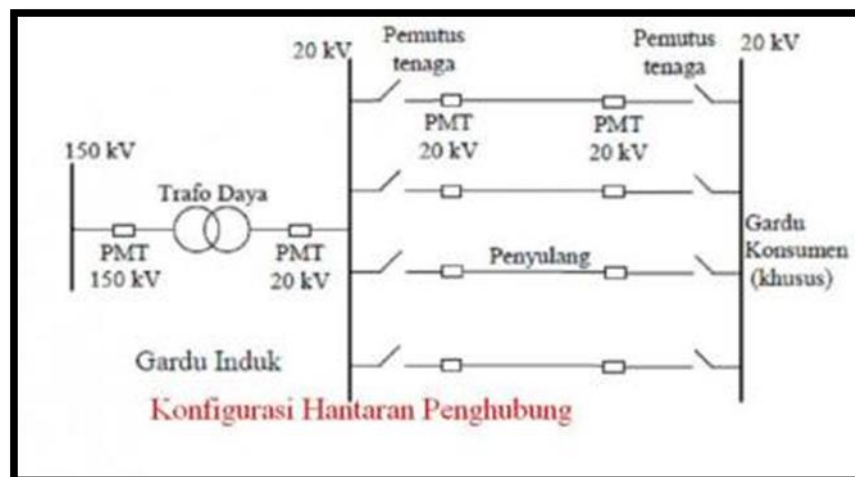 20 kV
Pemutus
tenaga
Pemutus
tenaga
20 kV
PMT
20 kV
PMT
20 kV
150 kV
Trafo Daya
PMT
150 kV
PMT
20 kV
Penyulang
Gardu
Konsumen
(khusus)
Gardu Induk
Konfigurasi Hantaran Penghubung